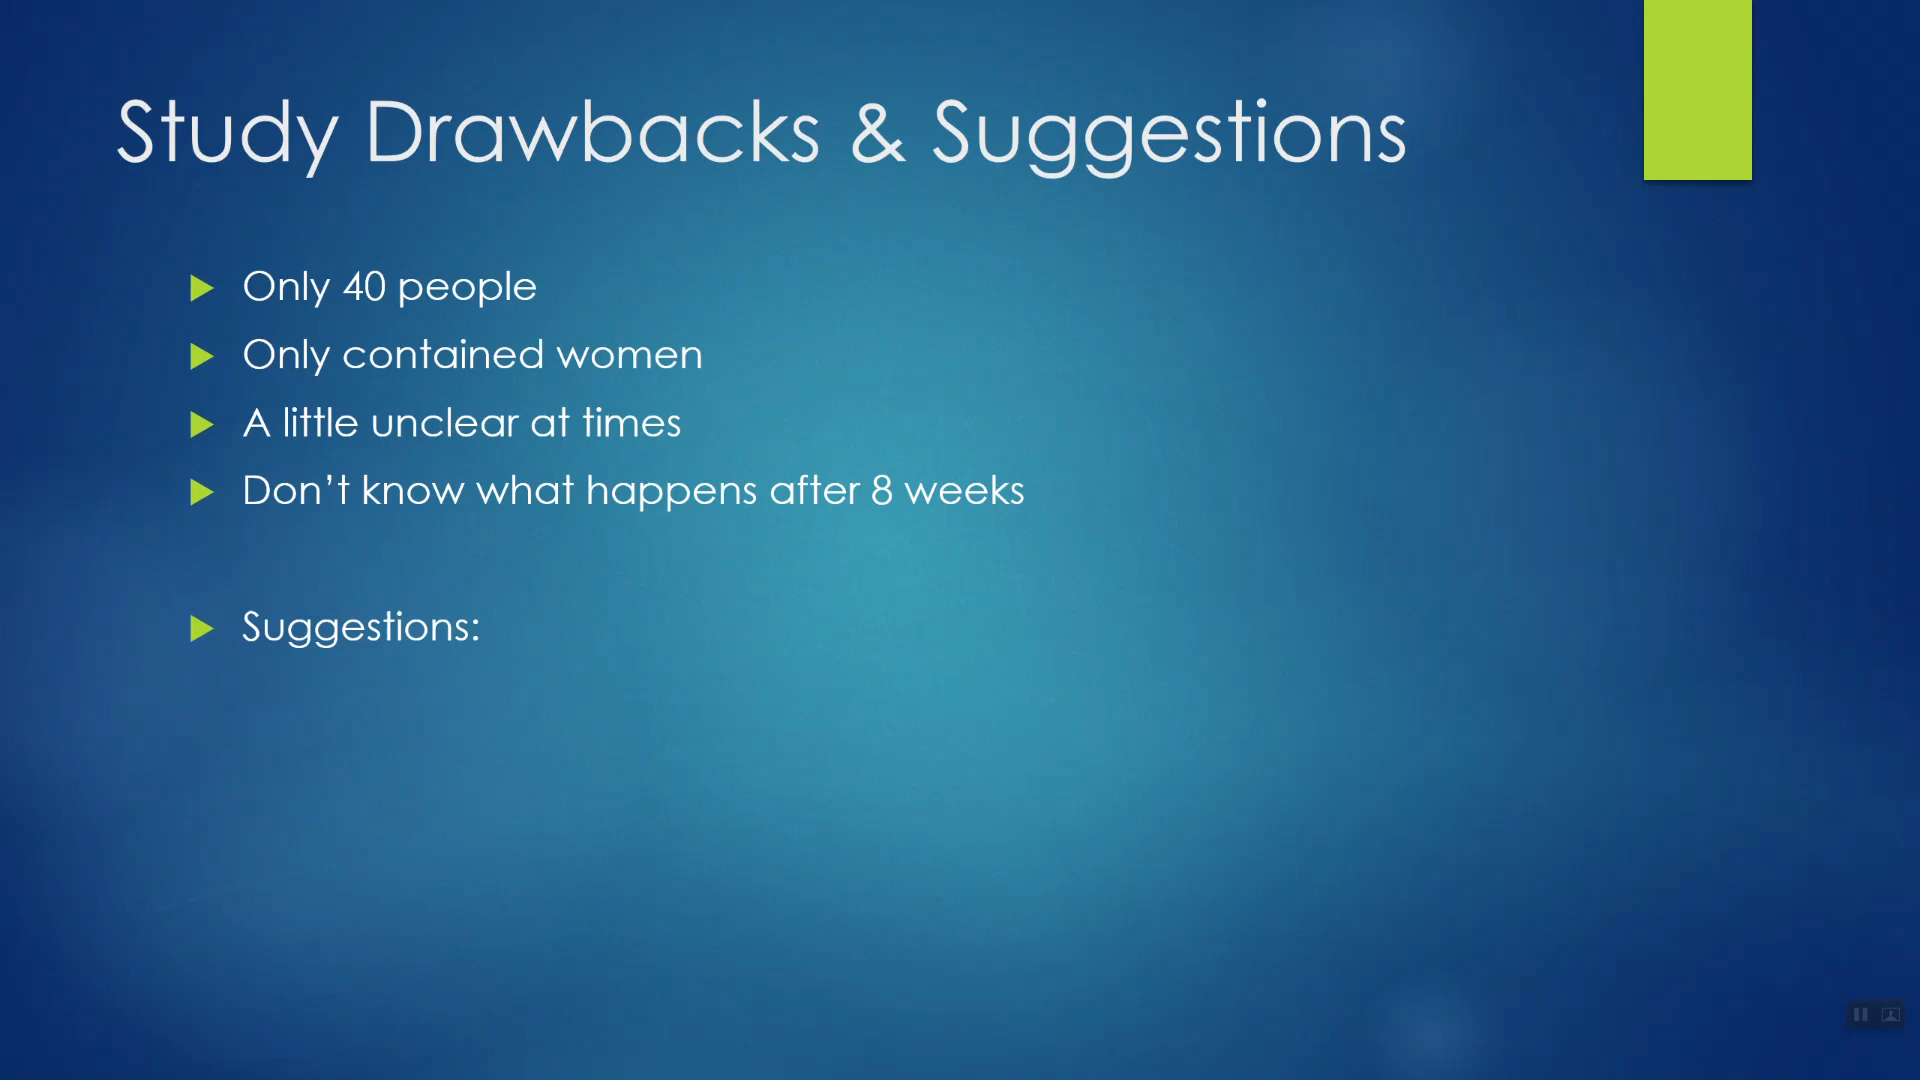 Study Drawbacks & Suggestions
Only 40 people
Only contained women
A little unclear at times
Don’t know what happens after 8 weeks
Suggestions: